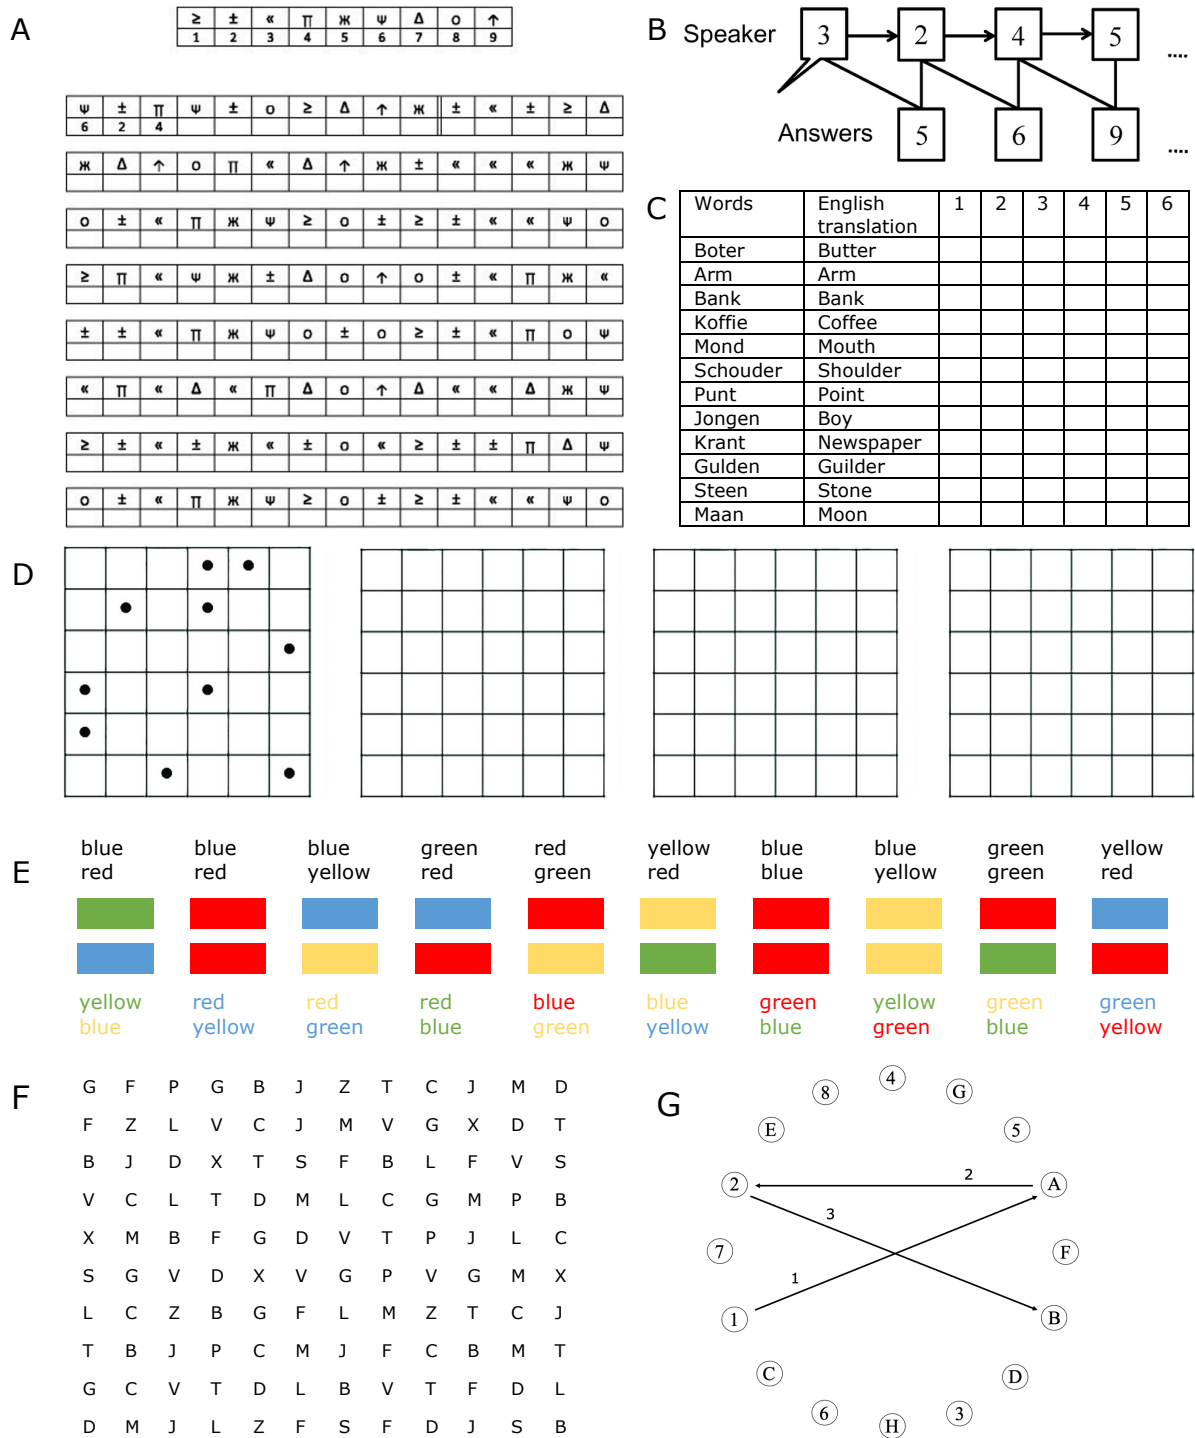 A
≥ ± « ∏ ж Ψ Δ о ↑
1 2 3 4 5 6 7 8 9
Ψ ± ∏ Ψ ± о ≥ Δ ↑ ж ± « ± ≥ Δ
6 2 4
ж Δ ↑ о ∏ « Δ ↑ ж ± « « « ж Ψ
о ± « ∏ ж Ψ ≥ о ± ≥ ± « « Ψ о
≥ ∏ « Ψ ж ± Δ о ↑ о ± « ∏ ж «
± ± « ∏ ж Ψ о ± о ≥ ± « ∏ о Ψ
« ∏ « Δ « ∏ Δ о ↑ Δ « « Δ ж Ψ
≥ ± « ± ж « ± о « ≥ ± ± ∏ Δ Ψ
о ± « ∏ ж Ψ ≥ о ± ≥ ± « « Ψ о
B
Speaker 3 2 4 5 ....
Answers 5 6 9 ....
C
Words English translation 1 2 3 4 5 6
Boter Butter
Arm Arm
Bank Bank
Koffie Coffee
Mond Mouth
Schouder Shoulder
Punt Point
Jongen Boy
Krant Newspaper
Gulden Guilder
Steen Stone
Maan Moon
D
E
blue blue blue green red yellow blue blue green yellow
red red yellow red green red blue yellow green red
yellow red red red blue blue green yellow green green
blue yellow green blue green yellow blue green blue yellow
F
G F P G B J Z T C J M D
F Z L V C J M V G X D T
B J D X T S F B L F V S
V C L T D M L C G M P B
X M B F G D V T P J L C
S G V D X V G P V G M X
L C Z B G F L M Z T C J
T B J P C M J F C B M T
G C V T D L B V T F D L
D M J L Z F S F D J S B
G
4
8 G
E 5
2 2 A
3
7 F
1
1 B
C D
6 3
H